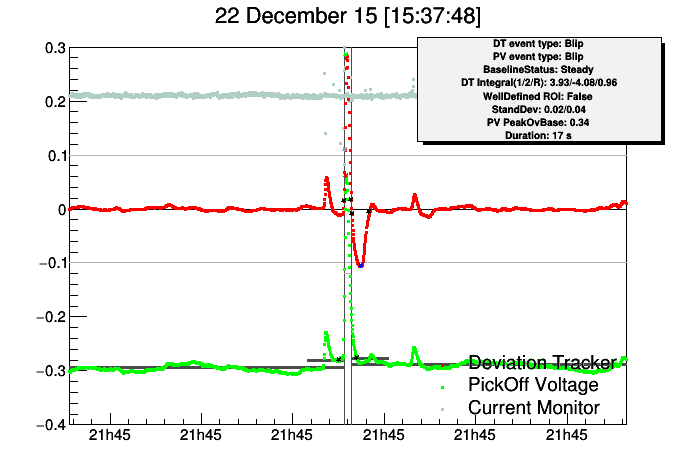 22 December 15 [15:37:48]
DT event type: Blip
PV event type: Blip
BaselineStatus: Steady
DT Integral(1/2/R): 3.93/-4.08/0.96
WellDefined ROI: False
StandDev: 0.02/0.04
PV PeakOvBase: 0.34
Duration: 17 s
0.3
0.2
0.1
0
−0.1
−0.2
−0.3
−0.4
Deviation Tracker
PickOff Voltage
Current Monitor
21h45 21h45 21h45 21h45 21h45 21h45